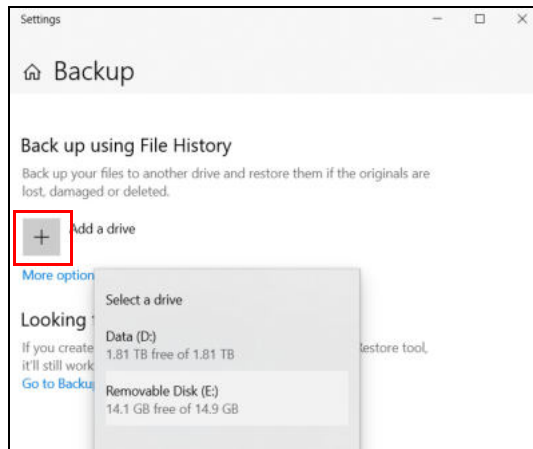 Settings
Backup
Back up using File History
Back up your files to another drive and restore them if the originals are
lost, damaged or deleted.
Add a drive
More option
Select a drive
Looking
Data (D:)
If you create
1.81 TB free of 1.81 TB
Restore tool,
it'll still work
Go to Backup
Removable Disk (E:)
14.1 GB free of 14.9 GB